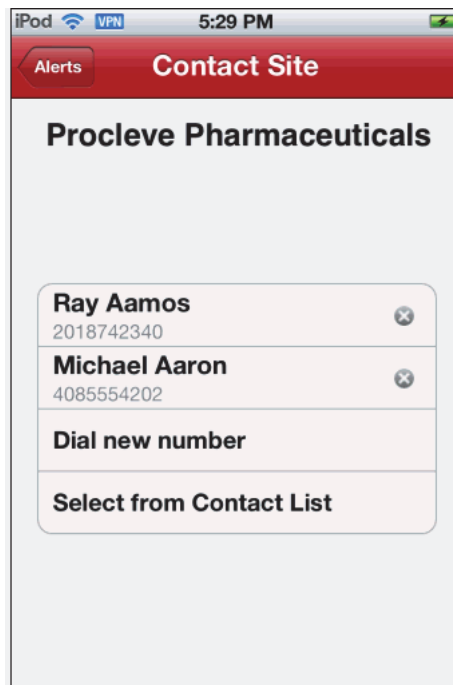 iPod VPN 5:29 PM
Alerts Contact Site
Procleve Pharmaceuticals
Ray Aamos
2018742340
Michael Aaron
4085554202
Dial new number
Select from Contact List